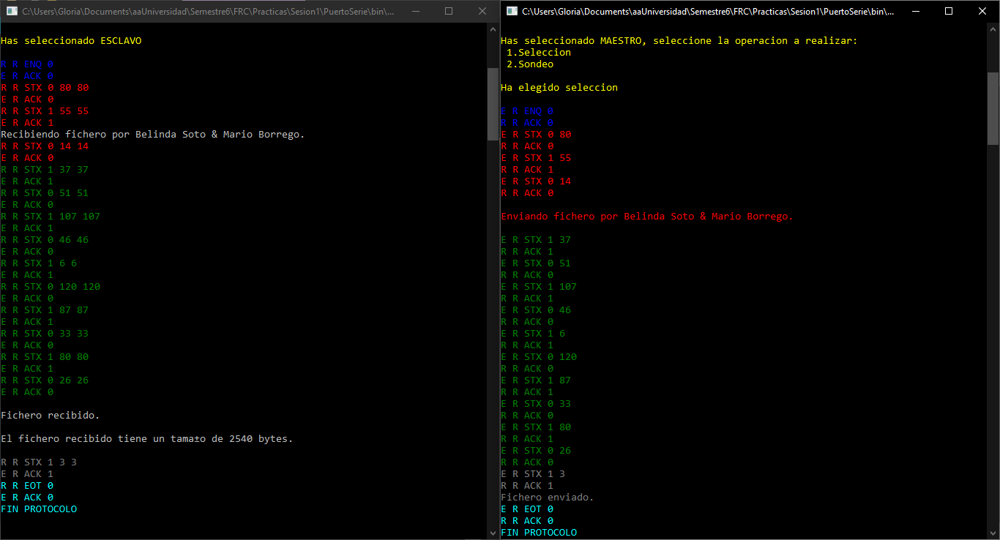 C:\Users\Gloria\Documents\aaUniversidad\Semestre6\FRC\Practicas\Sesion1\PuertoSerie\bin\...
Has seleccionado ESCLAVO
R R ENQ 0
E R ACK 0
R R STX 0 80 80
E R ACK 0
R R STX 1 55 55
E R ACK 1
Recibiendo fichero por Belinda Soto & Mario Borrego.
R R STX 0 14 14
E R ACK 0
R R STX 1 37 37
E R ACK 1
R R STX 0 51 51
E R ACK 0
R R STX 1 107 107
E R ACK 1
R R STX 0 46 46
E R ACK 0
R R STX 1 6 6
E R ACK 1
R R STX 0 120 120
E R ACK 0
R R STX 1 87 87
E R ACK 1
R R STX 0 33 33
E R ACK 0
R R STX 1 80 80
E R ACK 1
R R STX 0 26 26
E R ACK 0
Fichero recibido.
El fichero recibido tiene un tama±o de 2540 bytes.
R R STX 1 3 3
E R ACK 1
R R EOT 0
E R ACK 0
FIN PROTOCOLO
C:\Users\Gloria\Documents\aaUniversidad\Semestre6\FRC\Practicas\Sesion1\PuertoSerie\bin\...
Has seleccionado MAESTRO, seleccione la operacion a realizar:
1.Seleccion
2.Sondeo
Ha elegido seleccion
E R ENQ 0
R R ACK 0
E R STX 0 80
R R ACK 0
E R STX 1 55
R R ACK 1
E R STX 0 14
R R ACK 0
Enviando fichero por Belinda Soto & Mario Borrego.
E R STX 1 37
R R ACK 1
E R STX 0 51
R R ACK 0
E R STX 1 107
R R ACK 1
E R STX 0 46
R R ACK 0
E R STX 1 6
R R ACK 1
E R STX 0 120
R R ACK 0
E R STX 1 87
R R ACK 1
E R STX 0 33
R R ACK 0
E R STX 1 80
R R ACK 1
E R STX 0 26
R R ACK 0
E R STX 1 3
R R ACK 1
Fichero enviado.
E R EOT 0
R R ACK 0
FIN PROTOCOLO